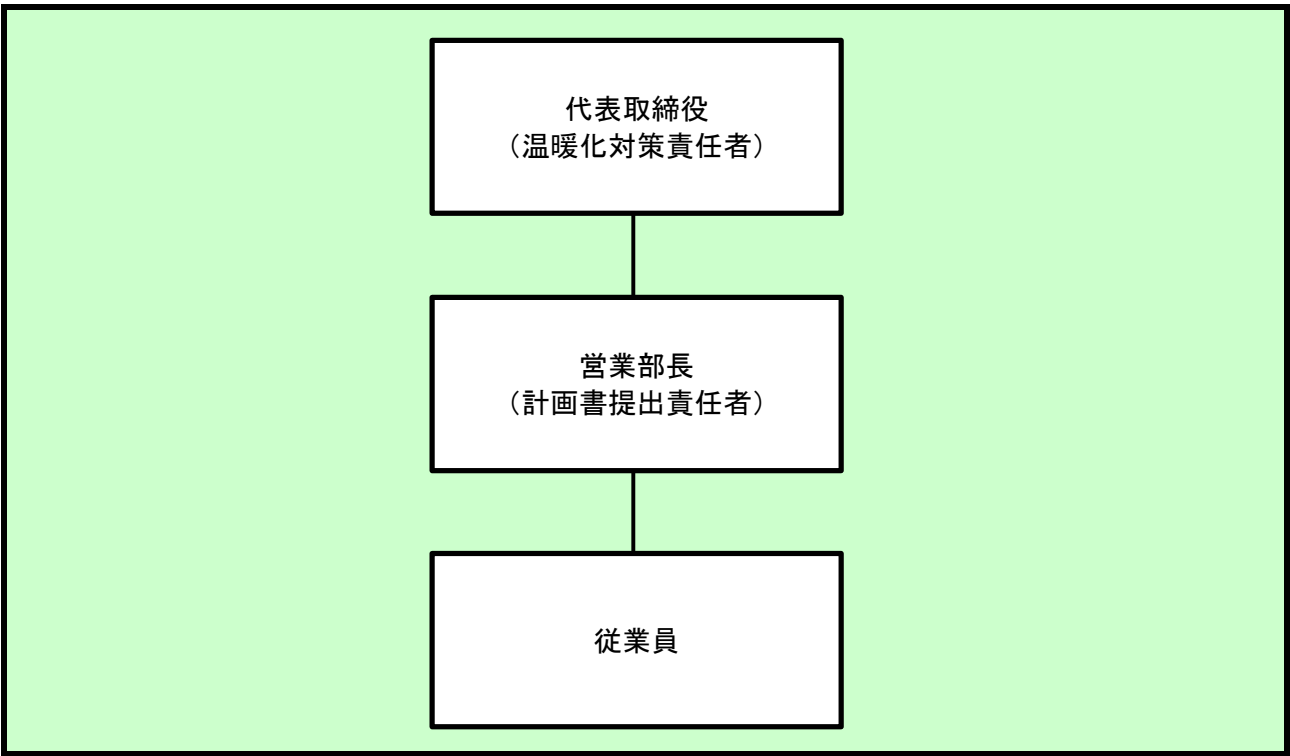 代表取締役
（温暖化対策責任者）
営業部長
（計画書提出責任者）
従業員